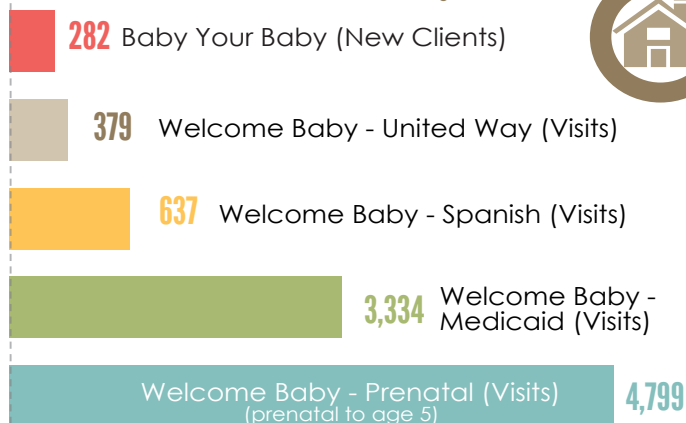 282 Baby Your Baby (New Clients)
379 Welcome Baby - United Way (Visits)
637 Welcome Baby - Spanish (Visits)
3,334 Welcome Baby -
Medicaid (Visits)
Welcome Baby - Prenatal (Visits) 4,799
(prenatal to age 5)